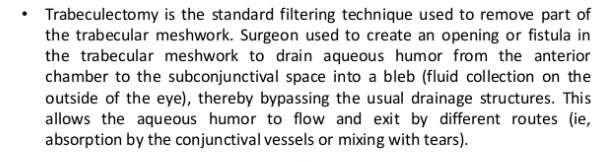 • Trabeculectomy is the standard filtering technique used to remove part of
the trabecular meshwork. Surgeon used to create an opening or fistula in
the trabecular meshwork to drain aqueous humor from the anterior
chamber to the subconjunctival space into a bleb (fluid collection on the
outside of the eye), thereby bypassing the usual drainage structures. This
allows the aqueous humor to flow and exit by different routes (ie,
absorption by the conjunctival vessels or mixing with tears).